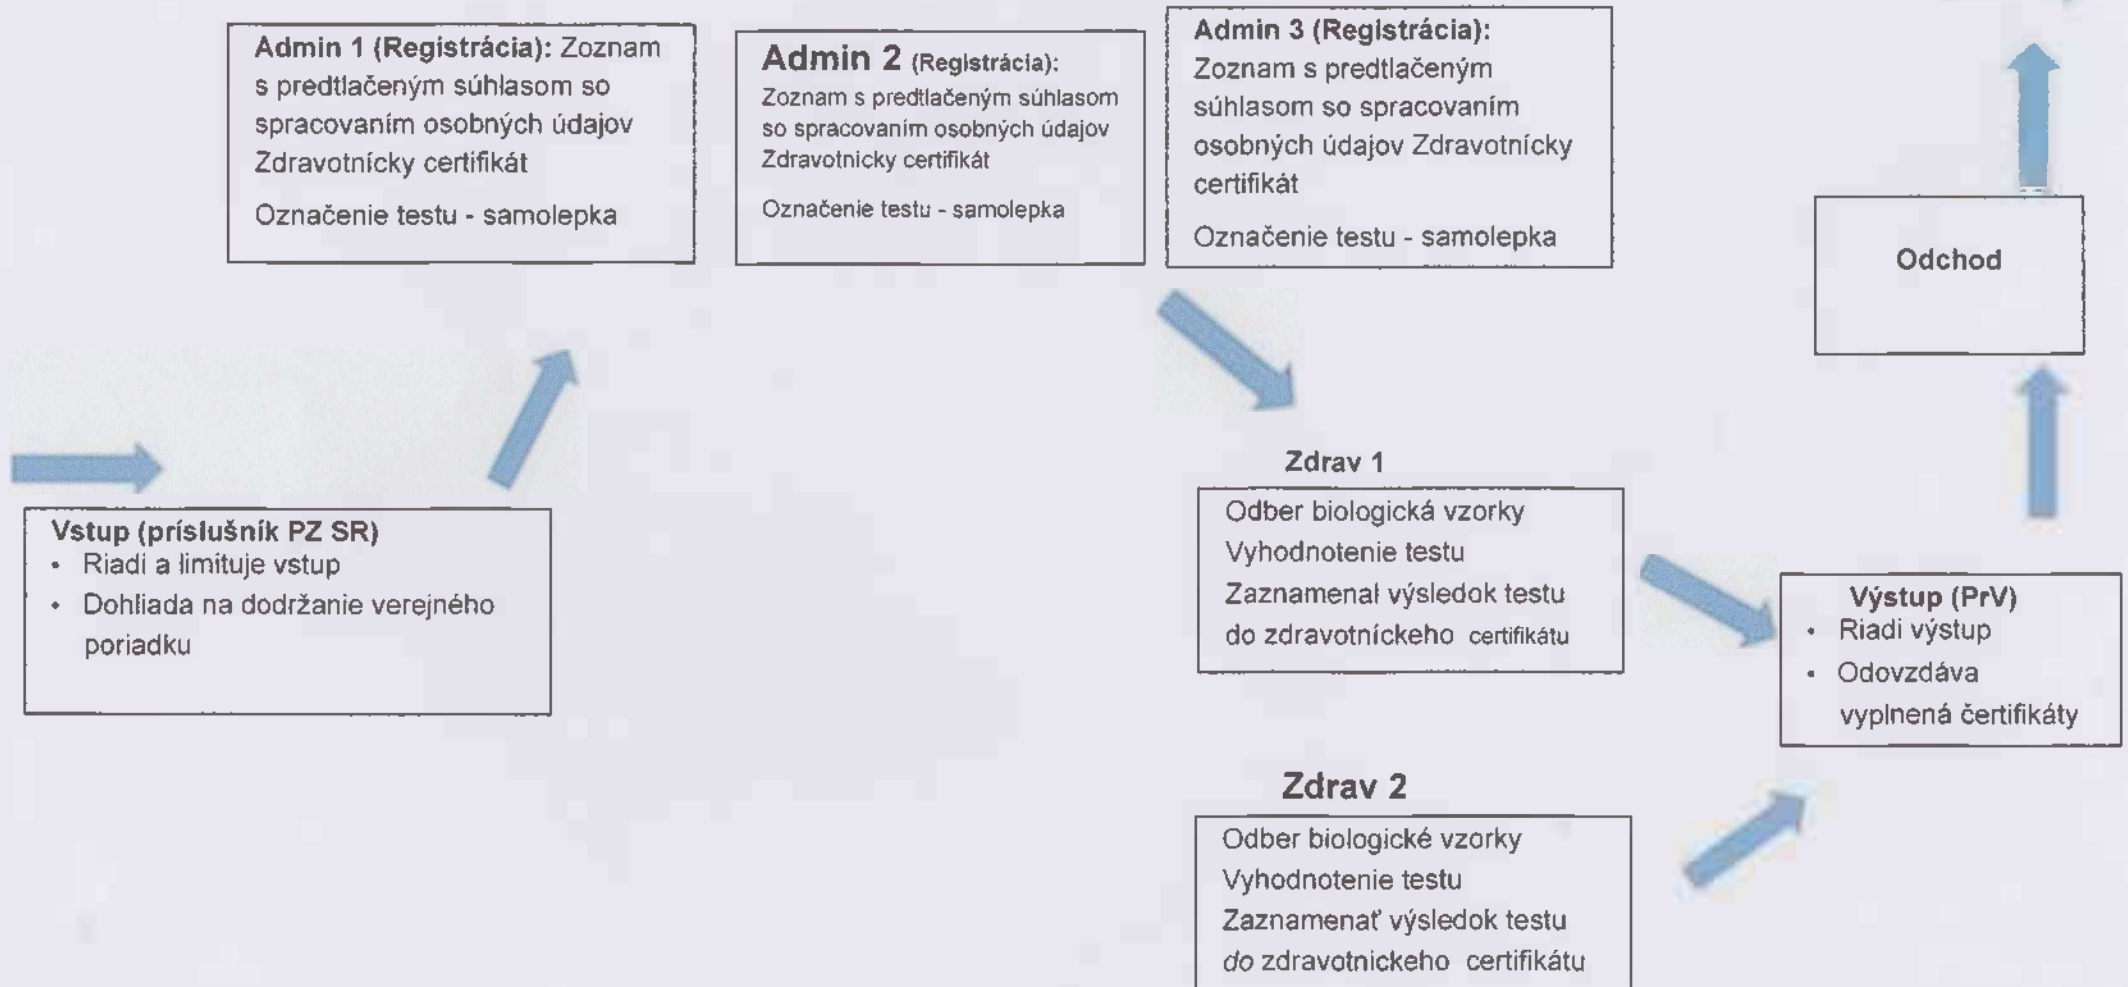 Admin 1 (Registrácia): Zoznam
s predtlačeným súhlasom so
spracovaním osobných údajov
Zdravotnícky certifikát
Označenie testu - samolepka
Admin 2 (Registrácia):
Zoznam s predtlačeným súhlasom
so spracovaním osobných údajov
Zdravotnicky certifikát
Označenie testu - samolepka
Admin 3 (Registrácia):
Zoznam s predtlačeným
súhlasom so spracovaním
osobných údajov Zdravotnícky
certifikát
Označenie testu - samolepka
Odchod
Vstup (príslušník PZ SR)
• Riadi a limituje vstup
• Dohliada na dodržanie verejného
poriadku
Zdrav 1
Odber biologická vzorky
Vyhodnotenie testu
Zaznamenal výsledok testu
do zdravotníckeho certifikátu
Výstup (PrV)
• Riadi výstup
• Odovzdáva
vyplnená čertifikáty
Zdrav 2
Odber biologické vzorky
Vyhodnotenie testu
Zaznamenať výsledok testu
do zdravotnickeho certifikátu